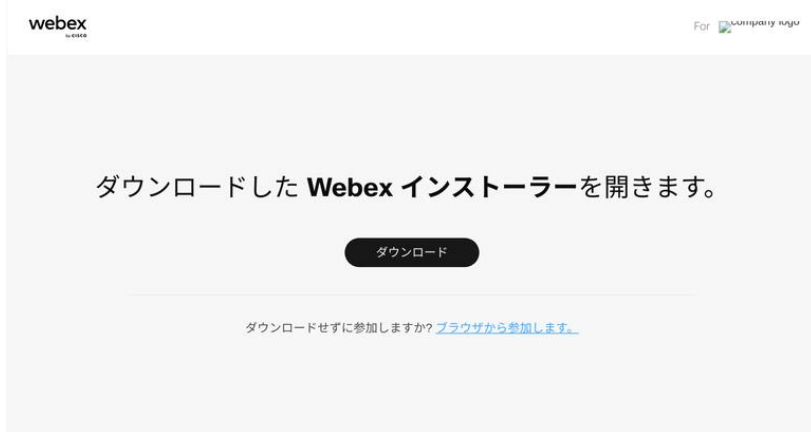 webex
by CISCO
For company logo
ダウンロードした Webex インストーラーを開きます。
ダウンロード
ダウンロードせずに参加しますか? ブラウザから参加します。